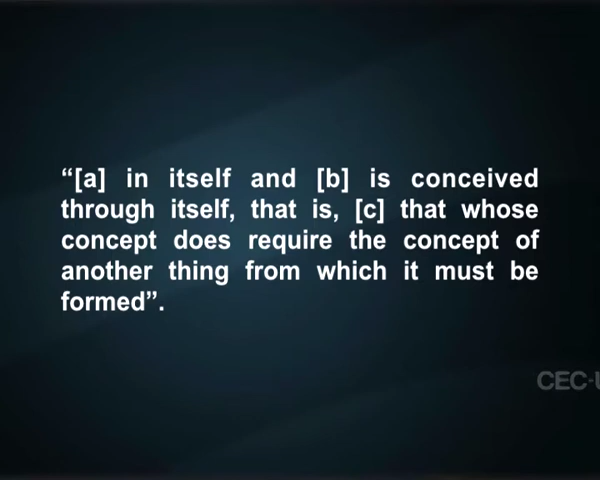 “[a] in itself and [b] is conceived
through itself, that is, [c] that whose
concept does require the concept of
another thing from which it must be
formed”.
CEC-U